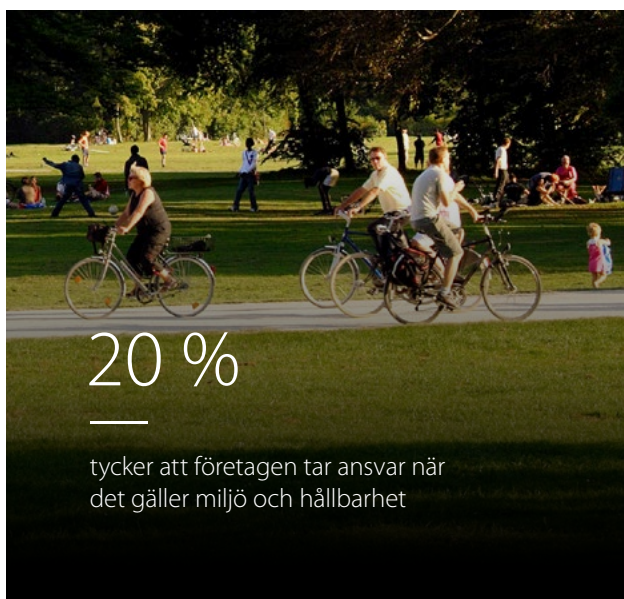 20 %
tycker att företagen tar ansvar när
det gäller miljö och hållbarhet